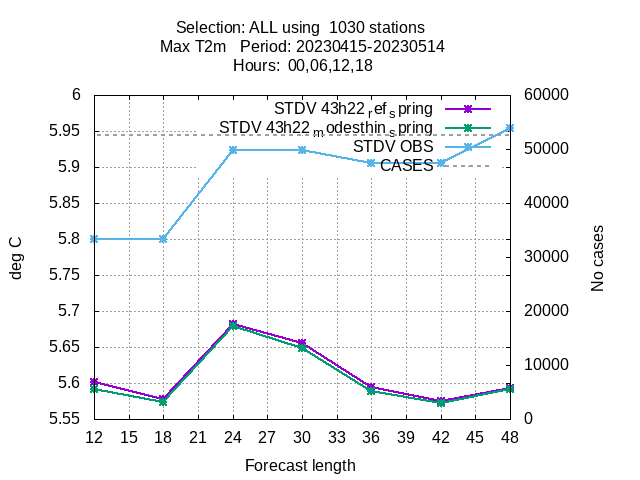 Selection: ALL using  1030 stations
Max T2m   Period: 20230415-20230514
Hours:  00,06,12,18
6 60000
STDV 43h22 ref spring
5.95
STDV 43h22 modesthin spring
STDV OBS 50000
5.9 CASES
5.85 40000
5.8
30000
5.75
deg C No cases
5.7 20000
5.65
10000
5.6
5.55 0
12 15 18 21 24 27 30 33 36 39 42 45 48
Forecast length